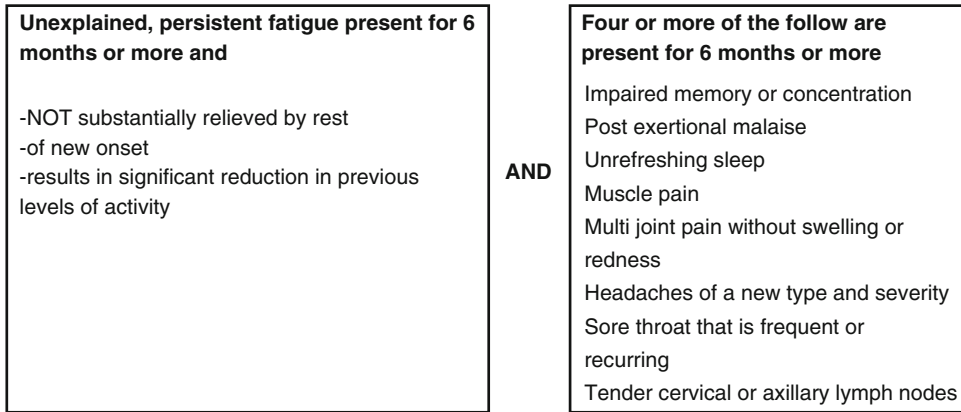 Unexplained, persistent fatigue present for 6
months or more and
-NOT substantially relieved by rest
-of new onset
-results in significant reduction in previous
levels of activity
AND
Four or more of the follow are
present for 6 months or more
Impaired memory or concentration
Post exertional malaise
Unrefreshing sleep
Muscle pain
Multi joint pain without swelling or
redness
Headaches of a new type and severity
Sore throat that is frequent or
recurring
Tender cervical or axillary lymph nodes